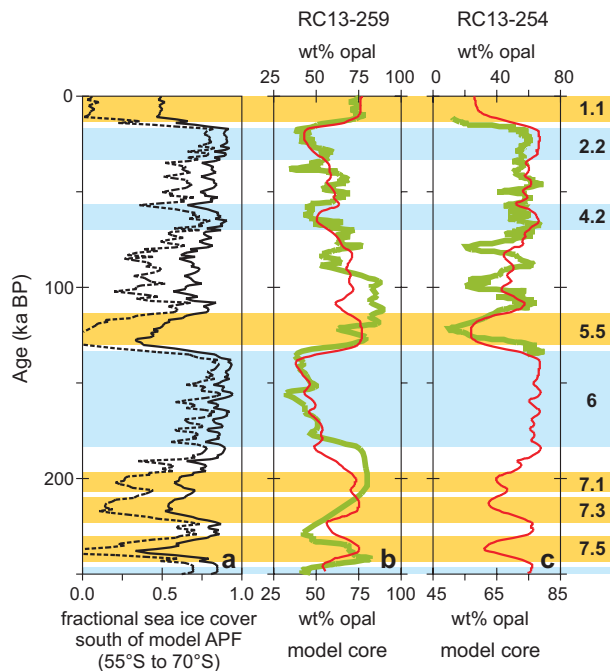 RC13-259 RC13-254
wt% opal wt% opal
25 50 75 100 0 40 80
0
100
200
Age (ka BP)
1.1
2.2
4.2
5.5
6
7.1
7.3
7.5
a b c
0.0 0.5 1.0 25 50 75 100 45 65 85
fractional sea ice cover
south of model APF
(55°S to 70°S)
wt% opal wt% opal
model core model core